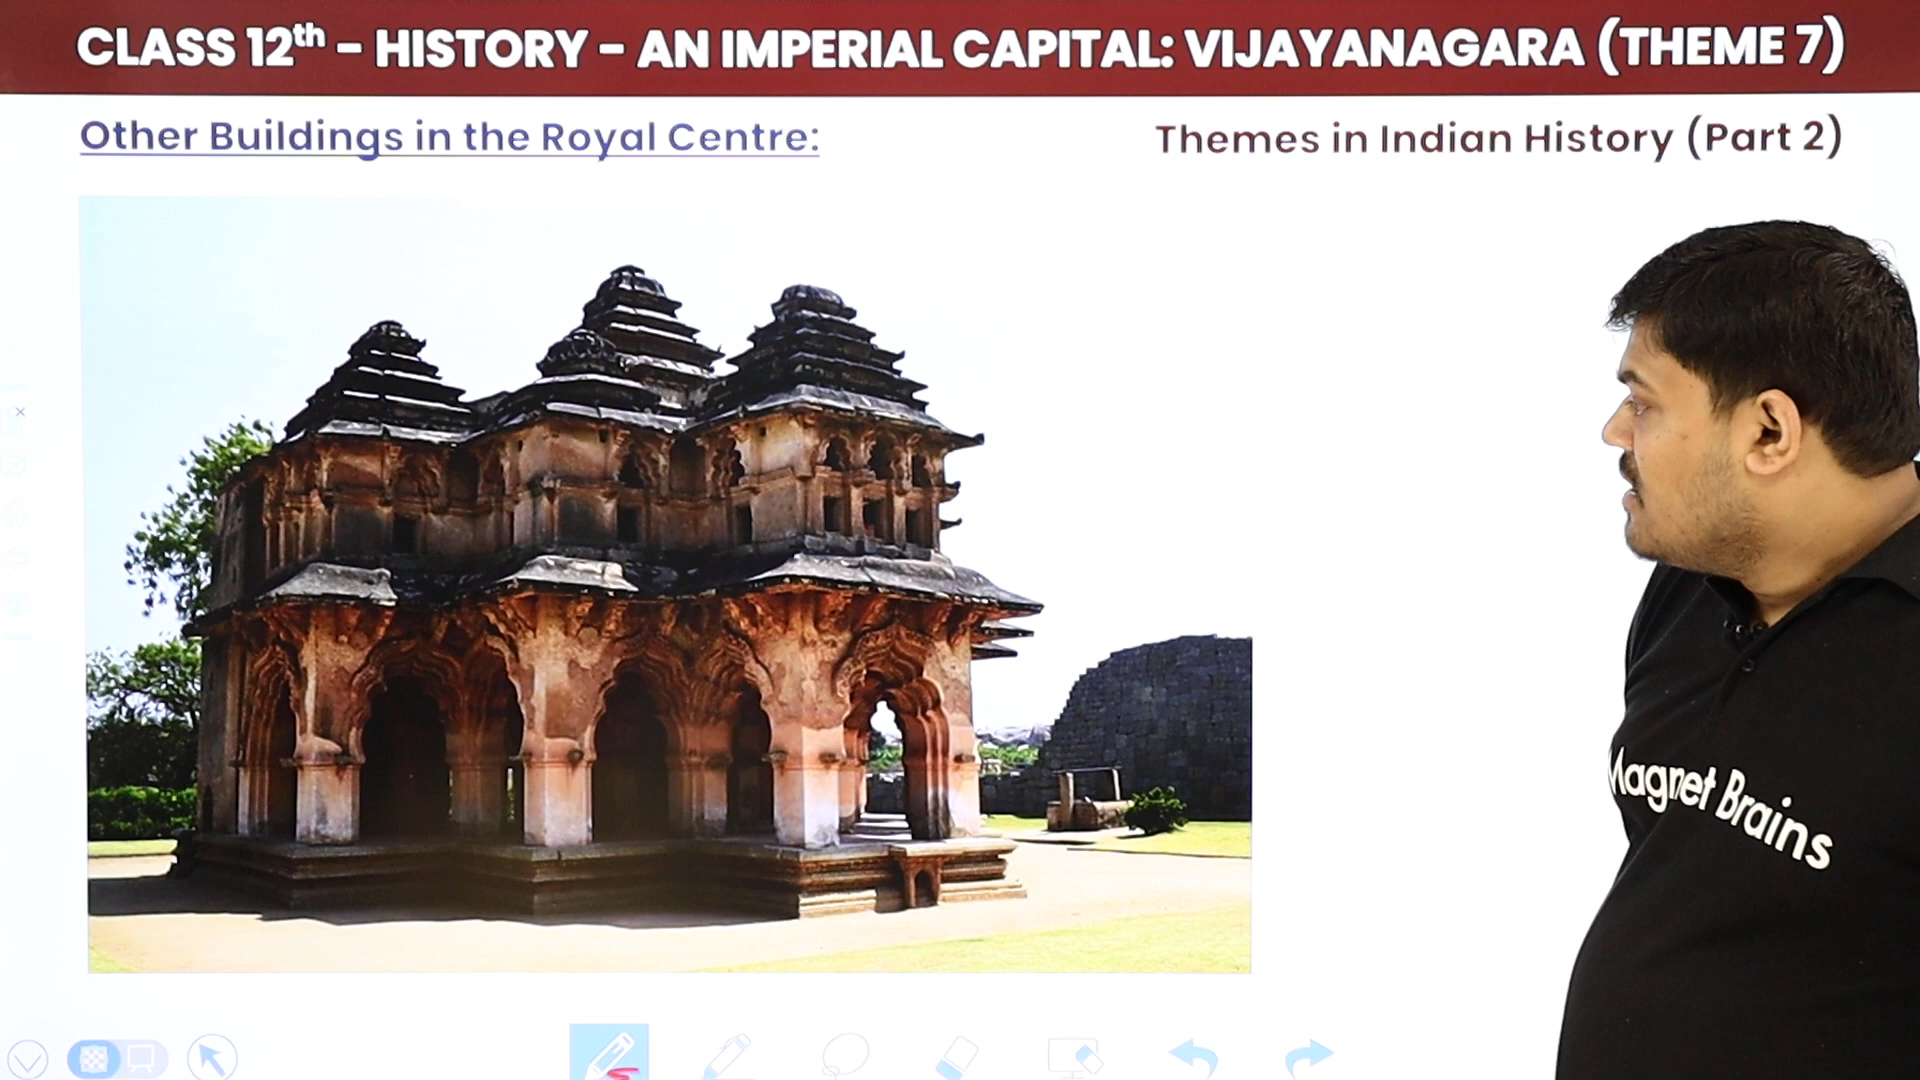 CLASS 12th – HISTORY – AN IMPERIAL CAPITAL: VIJAYANAGARA (THEME 7)
Other Buildings in the Royal Centre:
Themes in Indian History (Part 2)
Magnet Brains